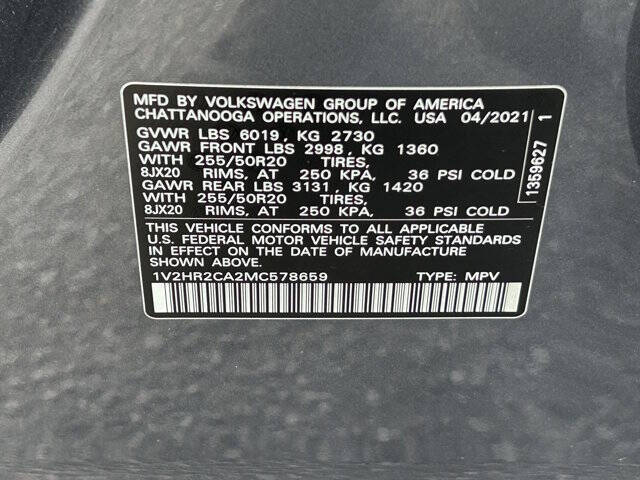 MFD BY VOLKSWAGEN GROUP OF AMERICA
CHATTANOOGA OPERATIONS, LLC. USA 04/2021
GVWR LBS 6019, KG 2730
GAWR FRONT LBS 2998, KG 1360
WITH 255/50R20 TIRES,
8JX20 RIMS, AT 250 KPA, 36 PSI COLD
GAWR REAR LBS 3131, KG 1420
WITH 255/50R20 TIRES,
8JX20 RIMS, AT 250 KPA, 36 PSI COLD
THIS VEHICLE CONFORMS TO ALL APPLICABLE
U.S. FEDERAL MOTOR VEHICLE SAFETY STANDARDS
IN EFFECT ON THE DATE OF MANUFACTURE
SHOWN ABOVE.
1V2HR2CA2MC578659 TYPE: MPV
1359627 1